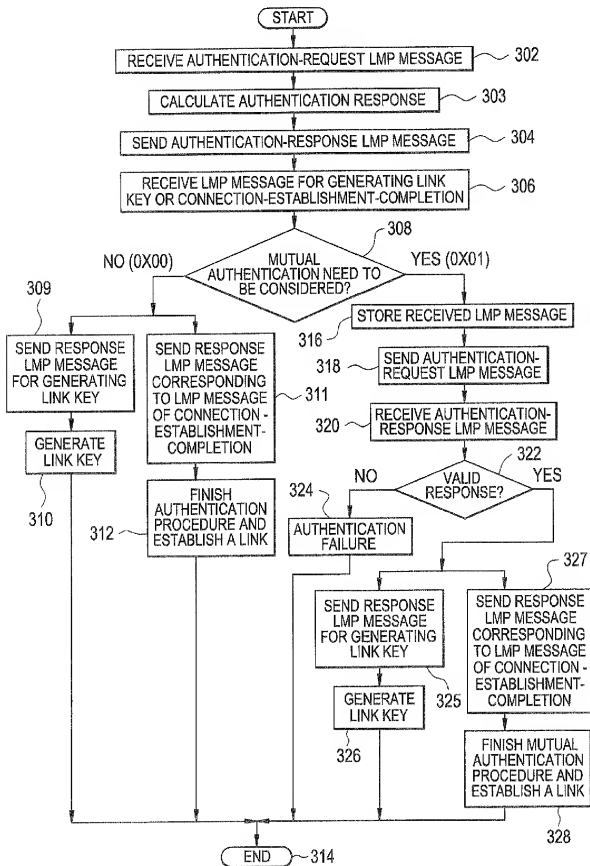 START
RECEIVE AUTHENTICATION-REQUEST LMP MESSAGE
302
CALCULATE AUTHENTICATION RESPONSE
303
SEND AUTHENTICATION-RESPONSE LMP MESSAGE
304
RECEIVE LMP MESSAGE FOR GENERATING LINK
KEY OR CONNECTION-ESTABLISHMENT-COMPLETION
306
308
MUTUAL
AUTHENTICATION NEED TO
BE CONSIDERED?
NO (0X00)
YES (0X01)
309
SEND RESPONSE
LMP MESSAGE
FOR GENERATING
LINK KEY
GENERATE
LINK KEY
310
SEND RESPONSE
LMP MESSAGE
CORRESPONDING
TO LMP MESSAGE
OF CONNECTION-
ESTABLISHMENT-
COMPLETION
311
FINISH
AUTHENTICATION
PROCEDURE AND
ESTABLISH A LINK
312
STORE RECEIVED LMP MESSAGE
316
SEND AUTHENTICATION-
REQUEST LMP MESSAGE
318
RECEIVE AUTHENTICATION-
RESPONSE LMP MESSAGE
320
322
VALID
RESPONSE?
NO
YES
324
AUTHENTICATION
FAILURE
SEND RESPONSE
LMP MESSAGE
FOR GENERATING
LINK KEY
325
GENERATE
LINK KEY
326
327
SEND RESPONSE
LMP MESSAGE
CORRESPONDING
TO LMP MESSAGE
OF CONNECTION-
ESTABLISHMENT-
COMPLETION
FINISH MUTUAL
AUTHENTICATION
PROCEDURE AND
ESTABLISH A LINK
328
END
314